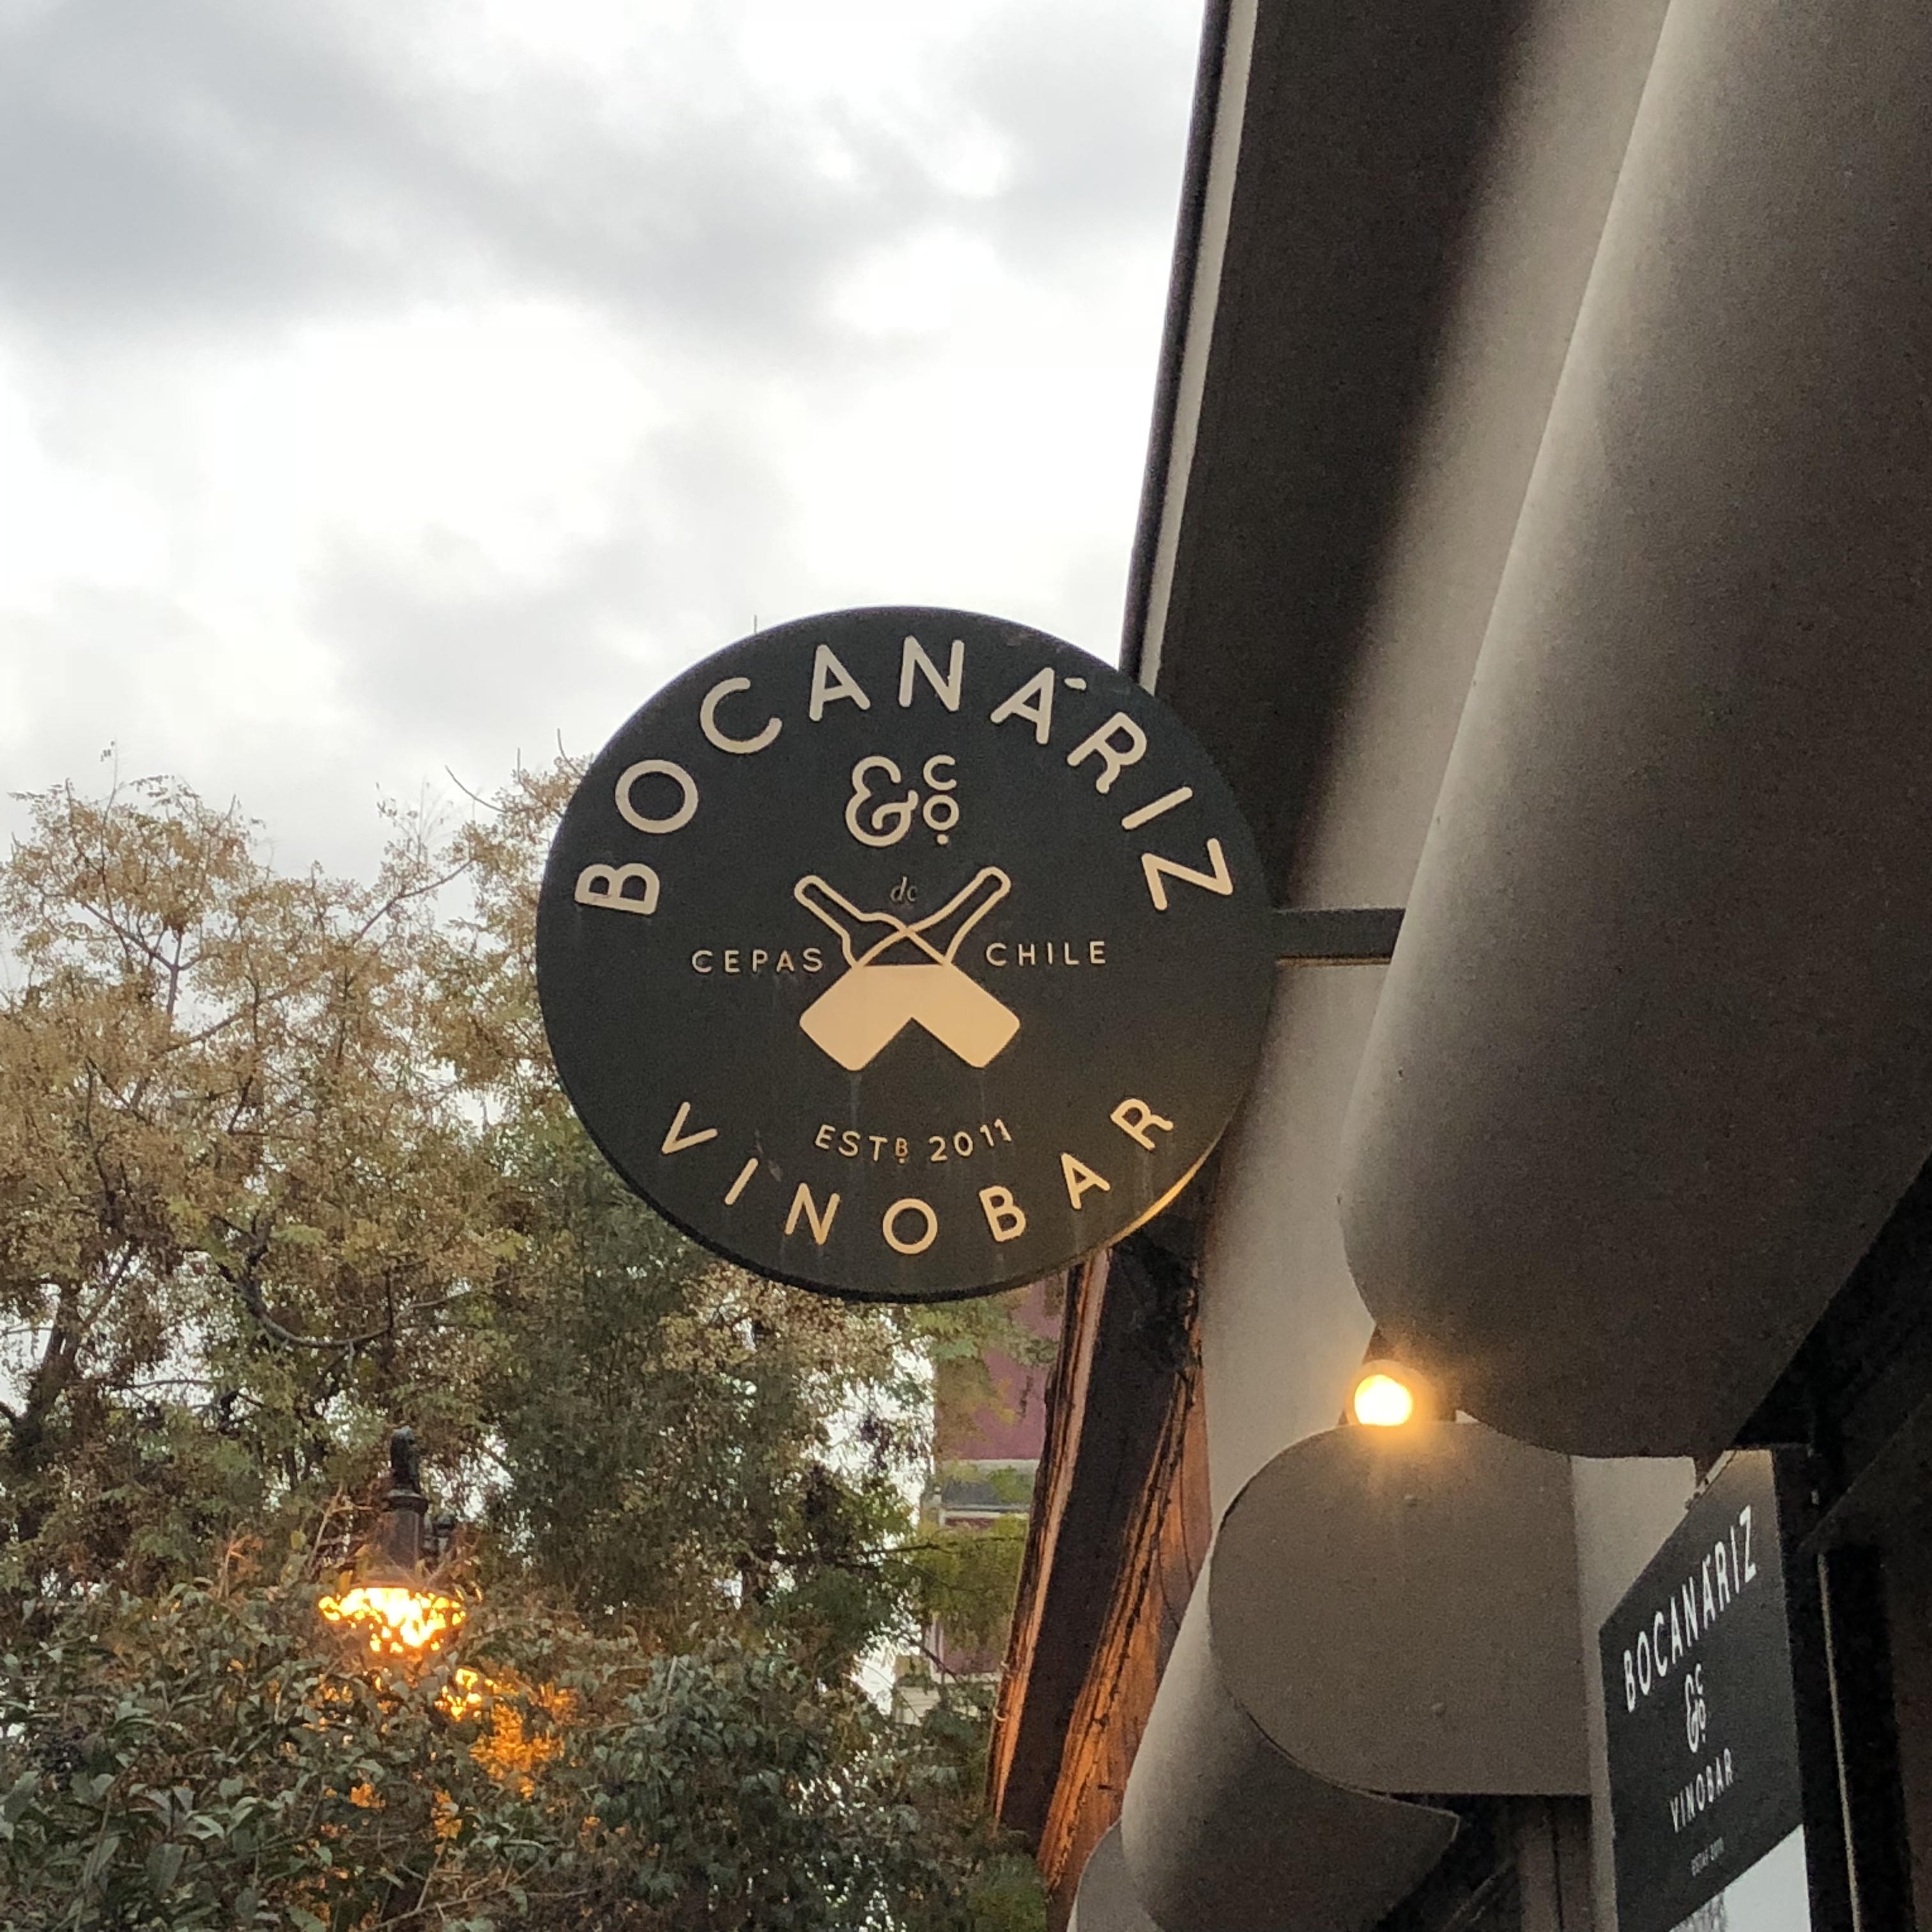 BOCANÁRIZ
& Co
de
CEPAS CHILE
ESTB 2011
VINOBAR
BOCANÁRIZ
& Co
VINOBAR